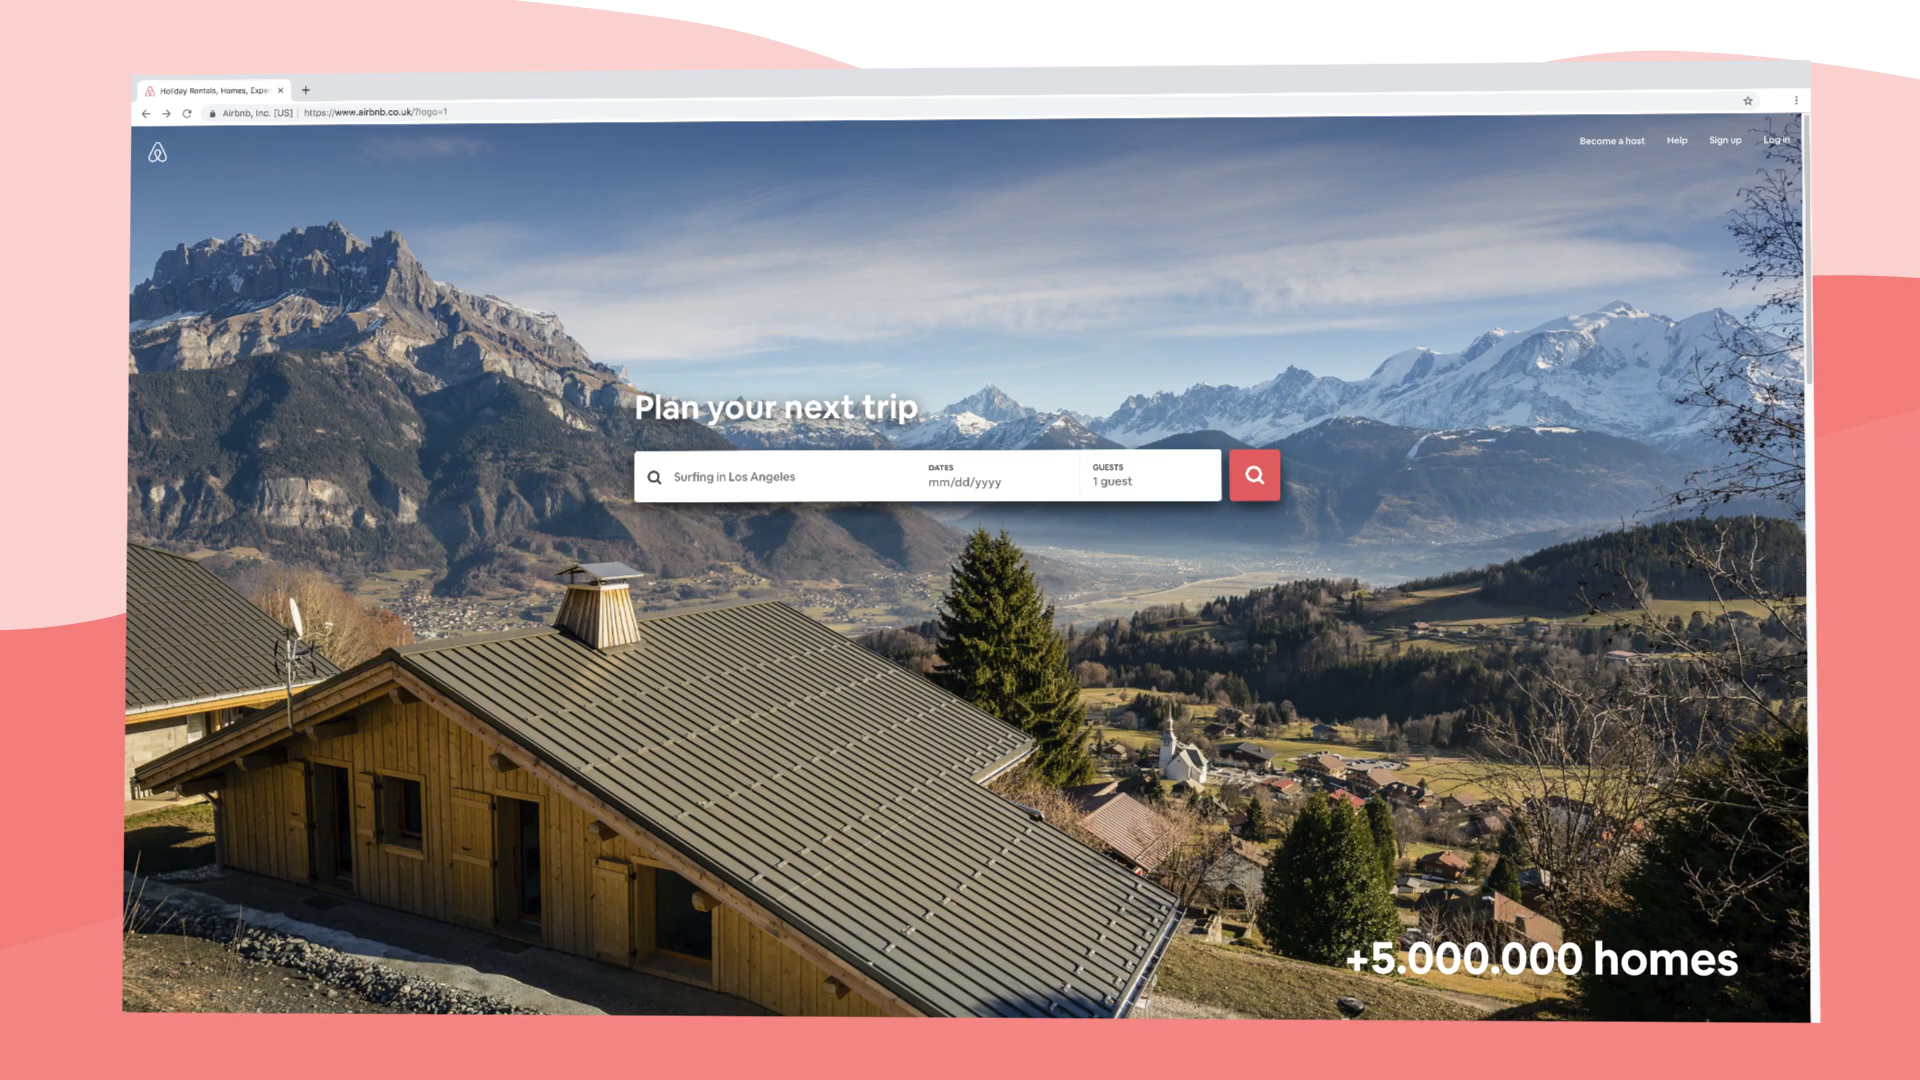 Holiday Rentals, Homes, Exper
Airbnb, Inc. [US] | https://www.airbnb.co.uk/?logo=1
Become a host Help Sign up Log in
Plan your next trip
Surfing in Los Angeles
DATES
mm/dd/yyyy
GUESTS
1 guest
+5.000.000 homes